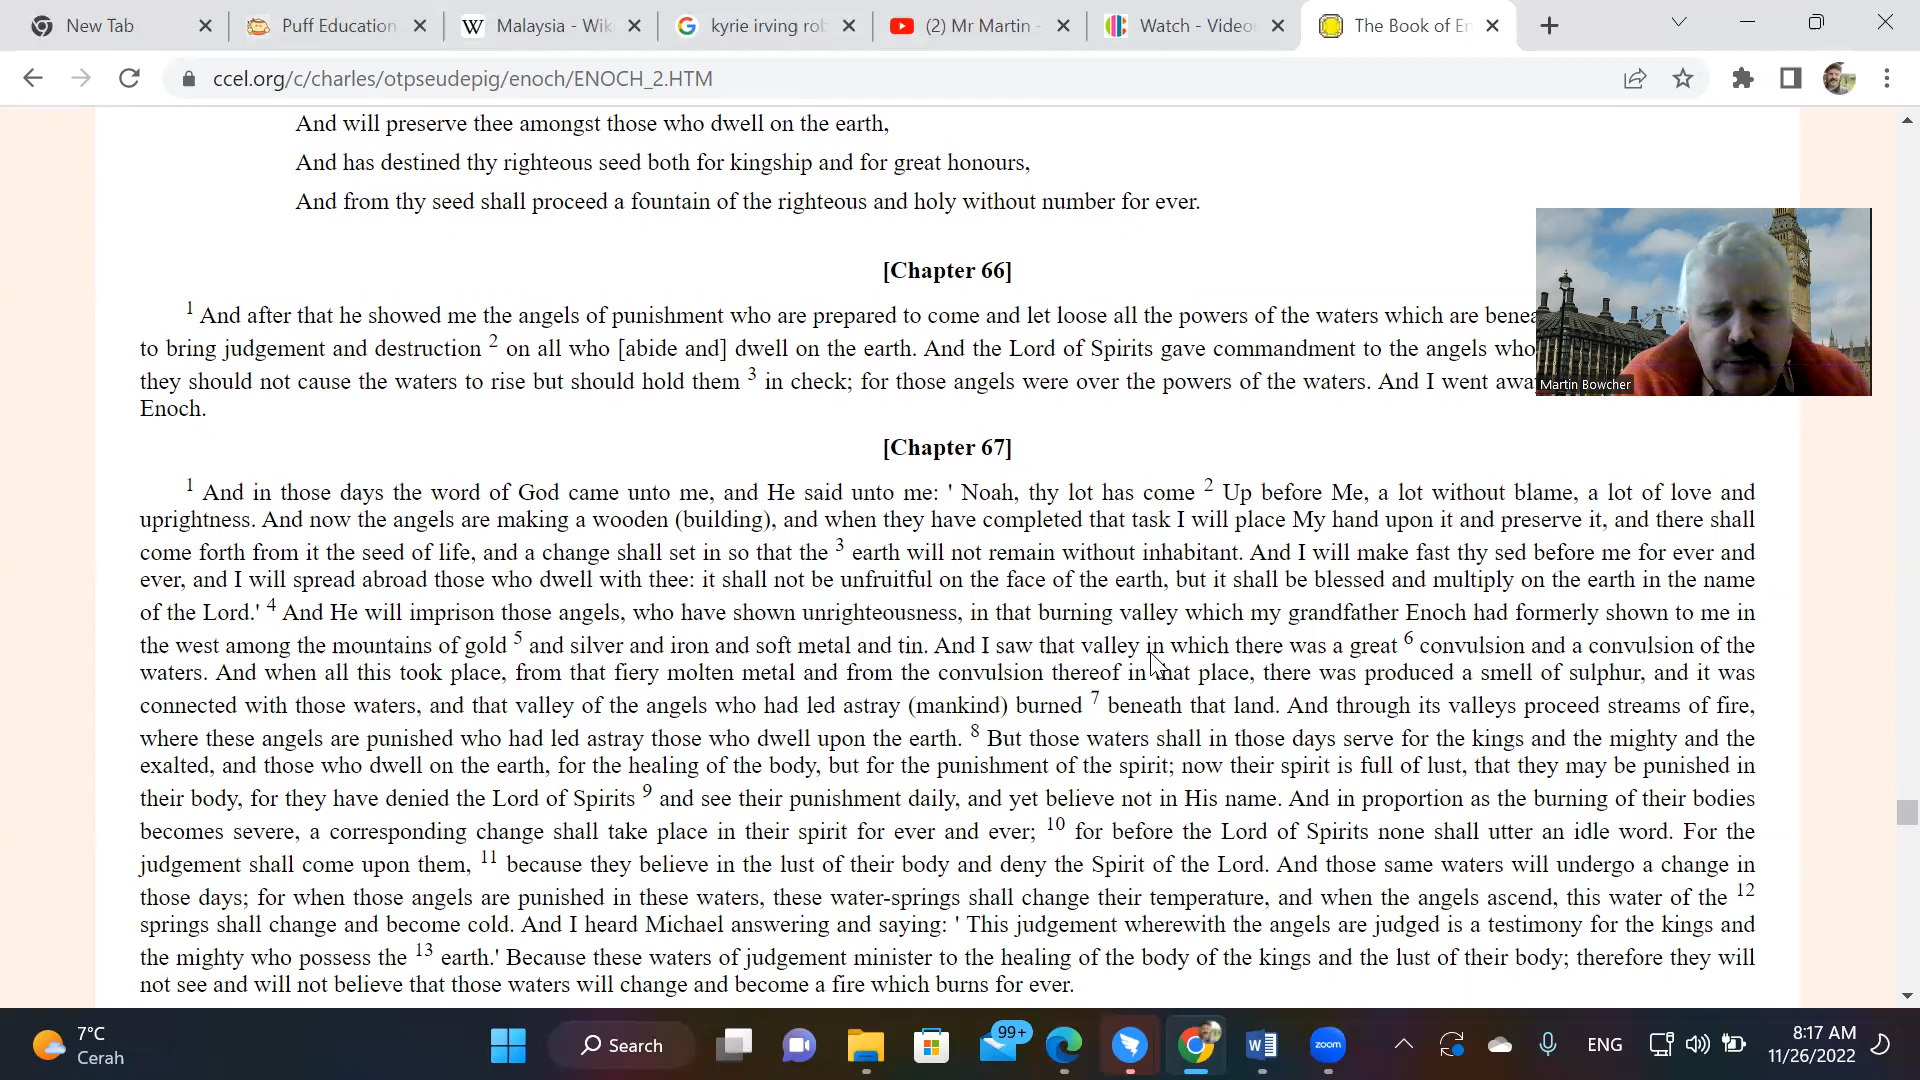 New Tab
Puff Education
Malaysia - Wiki
kyrie irving rob
(2) Mr Martin -
Watch - Video
The Book of En
ccel.org/c/charles/otpseudepig/enoch/ENOCH_2.HTM
And will preserve thee amongst those who dwell on the earth,
And has destined thy righteous seed both for kingship and for great honours,
And from thy seed shall proceed a fountain of the righteous and holy without number for ever.
[Chapter 66]
1 And after that he showed me the angels of punishment who are prepared to come and let loose all the powers of the waters which are benea
to bring judgement and destruction 2 on all who [abide and] dwell on the earth. And the Lord of Spirits gave commandment to the angels who
they should not cause the waters to rise but should hold them 3 in check; for those angels were over the powers of the waters. And I went awa
Enoch.
Martin Bowcher
[Chapter 67]
1 And in those days the word of God came unto me, and He said unto me: ' Noah, thy lot has come 2 Up before Me, a lot without blame, a lot of love and
uprightness. And now the angels are making a wooden (building), and when they have completed that task I will place My hand upon it and preserve it, and there shall
come forth from it the seed of life, and a change shall set in so that the 3 earth will not remain without inhabitant. And I will make fast thy sed before me for ever and
ever, and I will spread abroad those who dwell with thee: it shall not be unfruitful on the face of the earth, but it shall be blessed and multiply on the earth in the name
of the Lord.' 4 And He will imprison those angels, who have shown unrighteousness, in that burning valley which my grandfather Enoch had formerly shown to me in
the west among the mountains of gold 5 and silver and iron and soft metal and tin. And I saw that valley in which there was a great 6 convulsion and a convulsion of the
waters. And when all this took place, from that fiery molten metal and from the convulsion thereof in that place, there was produced a smell of sulphur, and it was
connected with those waters, and that valley of the angels who had led astray (mankind) burned 7 beneath that land. And through its valleys proceed streams of fire,
where these angels are punished who had led astray those who dwell upon the earth. 8 But those waters shall in those days serve for the kings and the mighty and the
exalted, and those who dwell on the earth, for the healing of the body, but for the punishment of the spirit; now their spirit is full of lust, that they may be punished in
their body, for they have denied the Lord of Spirits 9 and see their punishment daily, and yet believe not in His name. And in proportion as the burning of their bodies
becomes severe, a corresponding change shall take place in their spirit for ever and ever; 10 for before the Lord of Spirits none shall utter an idle word. For the
judgement shall come upon them, 11 because they believe in the lust of their body and deny the Spirit of the Lord. And those same waters will undergo a change in
those days; for when those angels are punished in these waters, these water-springs shall change their temperature, and when the angels ascend, this water of the 12
springs shall change and become cold. And I heard Michael answering and saying: ' This judgement wherewith the angels are judged is a testimony for the kings and
the mighty who possess the 13 earth.' Because these waters of judgement minister to the healing of the body of the kings and the lust of their body; therefore they will
not see and will not believe that those waters will change and become a fire which burns for ever.
7°C
Cerah
Search
99+
zoom
ENG
8:17 AM
11/26/2022